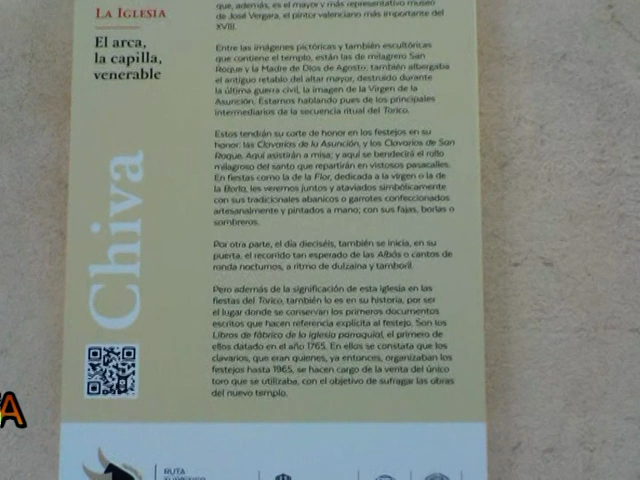 LA IGLESIA
El arca,
la capilla,
venerable
Chiva
que, además, es el mayor y más representativo museo
de José Vergara, el pintor valenciano más importante del
XVIII.
Entre las imágenes pictóricas y también escultóricas
que contiene el templo, están las de milagrero San
Roque y la Madre de Dios de Agosto; también albergaba
el antiguo retablo del altar mayor, destruido durante
la última guerra civil, la imagen de la Virgen de la
Asunción. Estamos hablando pues de los principales
intermediarios de la secuencia ritual del Torico.
Estos tendrán su corte de honor en los festejos en su
honor: las Clavarías de la Asunción, y los Clavarios de San
Roque. Aquí asistirán a misa; y aquí se bendecirá el rollo
milagroso del santo que repartirán en vistosos pasacalles.
En fiestas como la de la Flor, dedicada a la virgen o la de
la Borla, les veremos juntos y ataviados simbólicamente
con sus tradicionales abanicos o garrotes confeccionados
artesanalmente y pintados a mano; con sus fajas, borlas o
sombreros.
Por otra parte, el día dieciséis, también se inicia, en su
puerta, el recorrido tan esperado de las Albás o cantos de
ronda nocturnos, a ritmo de dulzaina y tamboril.
Pero además de la significación de esta iglesia en las
fiestas del Torico, también lo es en su historia, por ser
el lugar donde se conservan los primeros documentos
escritos que hacen referencia explícita al festejo. Son los
Libros de fábrica de la iglesia parroquial, el primero de
ellos datado en el año 1765. En ellos se constata que los
clavarios, que eran quienes, ya entonces, organizaban los
festejos hasta 1965, se hacen cargo de la venta del único
toro que se utilizaba, con el objetivo de sufragar las obras
del nuevo templo.
TA
RUTA